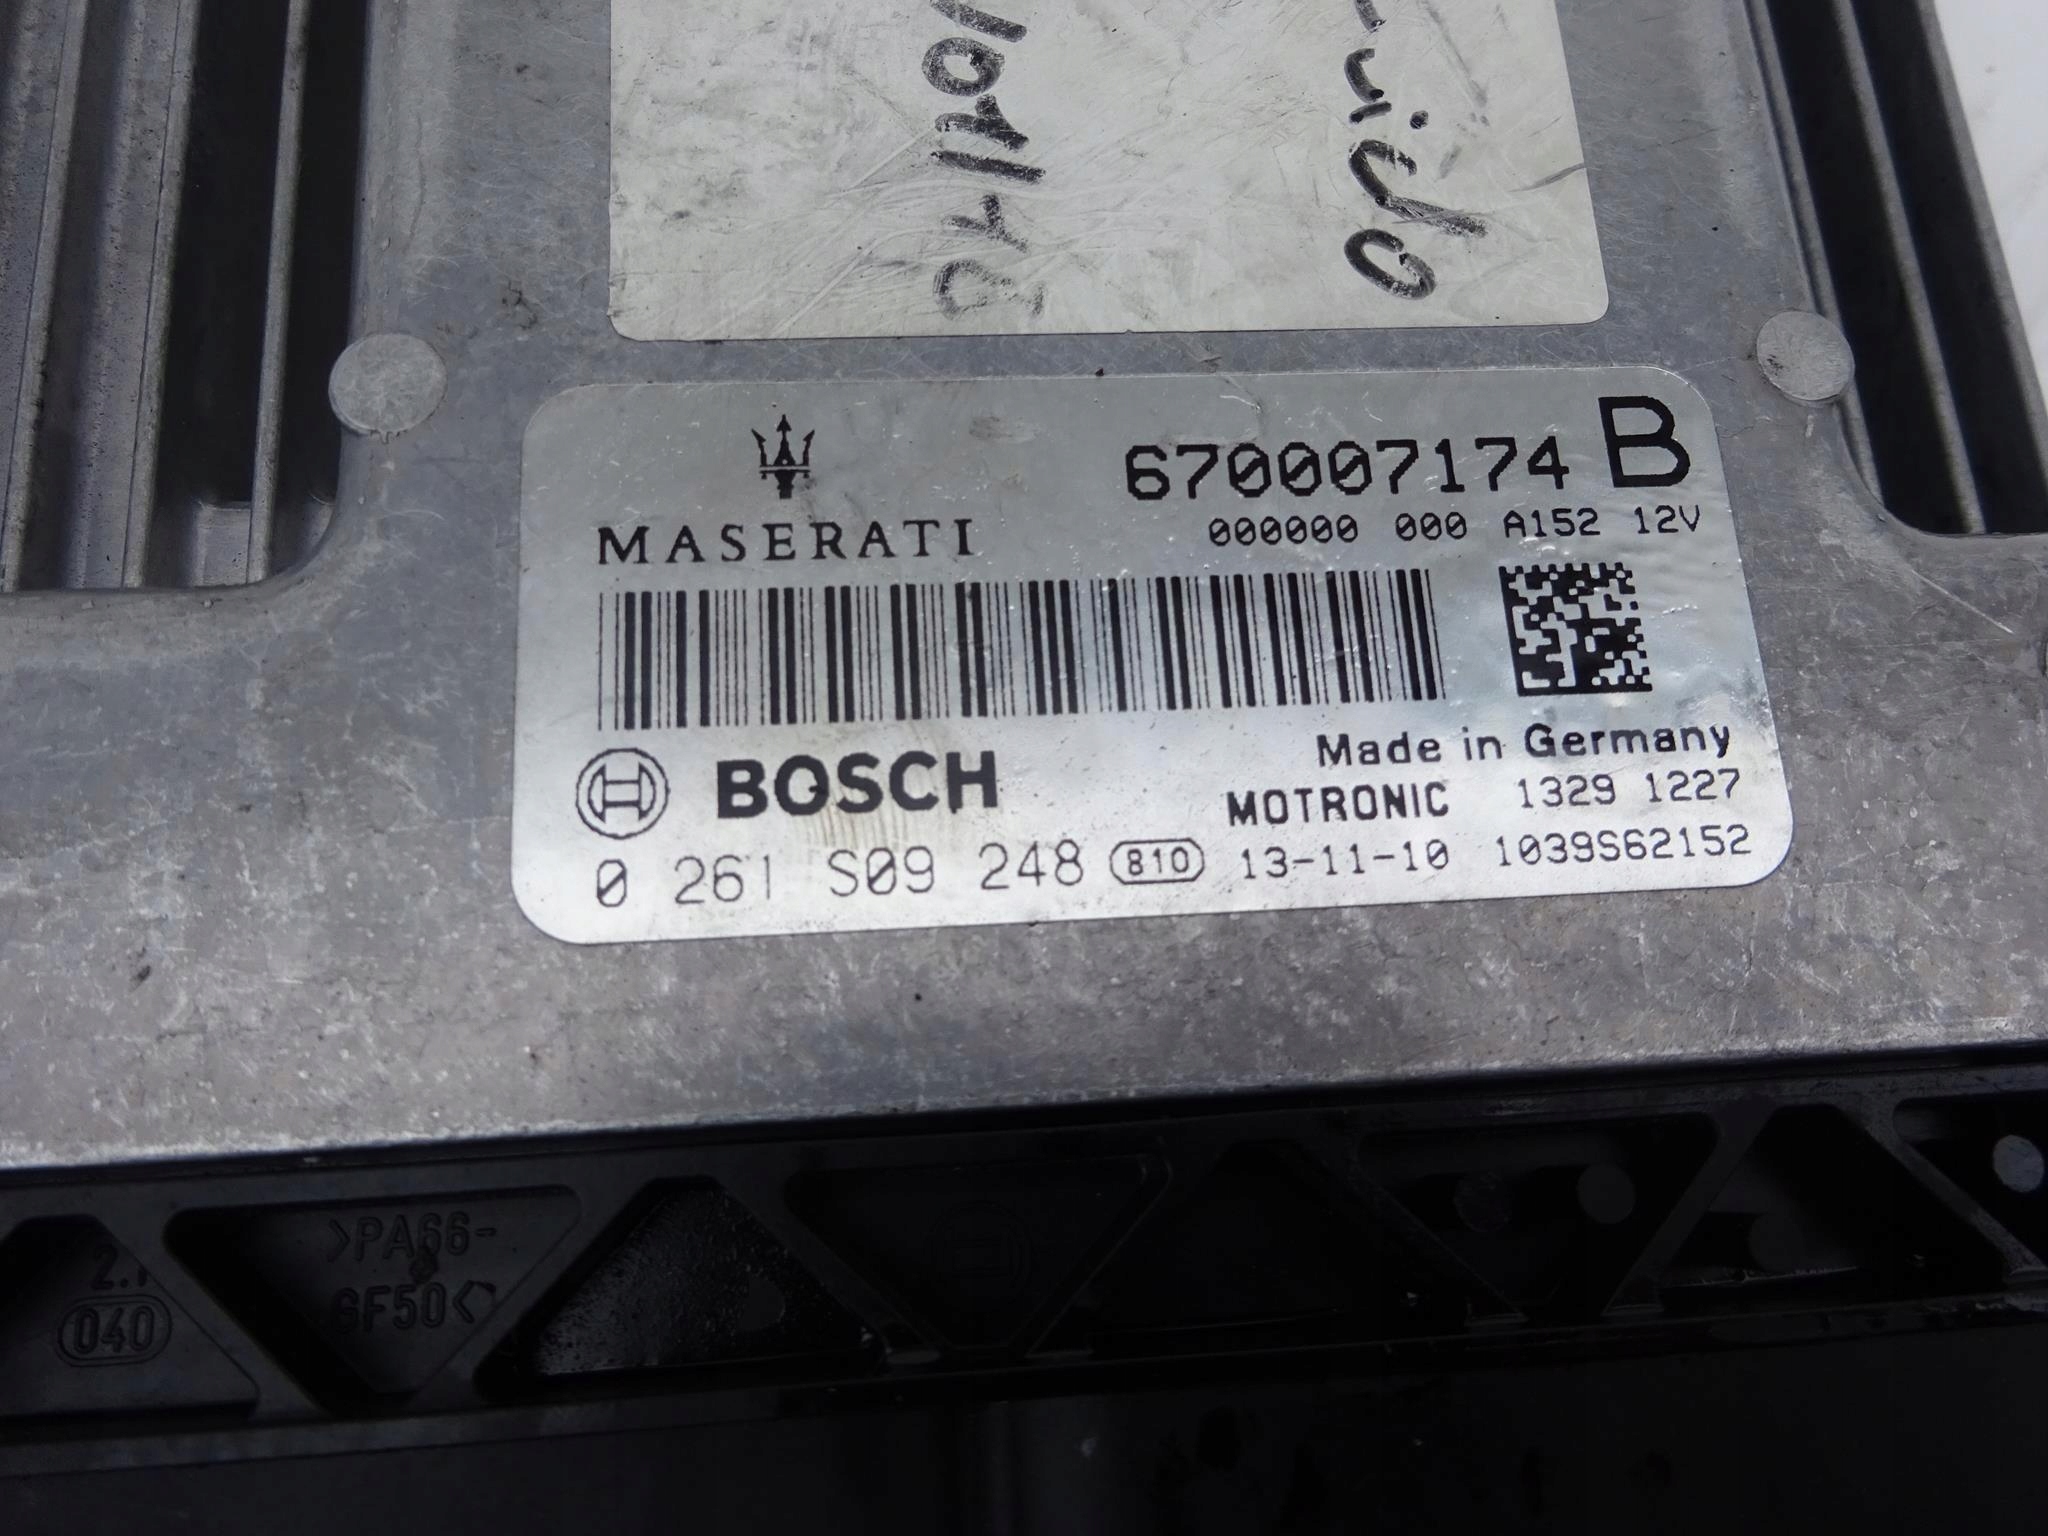 670007174 B
MASERATI
000000 000 A152 12V
Made in Germany
BOSCH
MOTRONIC 1329 1227
0 261 S09 248 810 13-11-10 1039S62152
>PA66-
GF50<
040